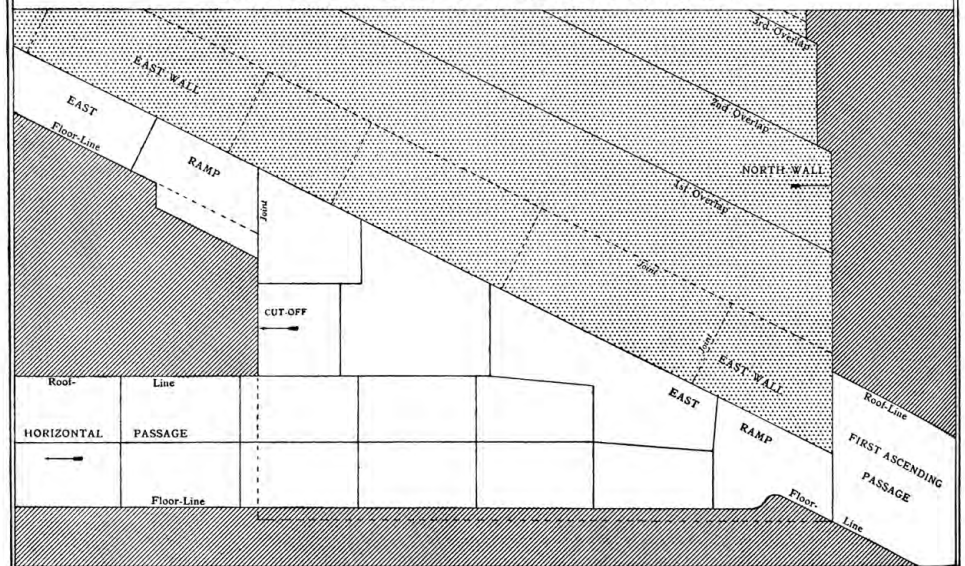 3rd Overlap
EAST WALL
EAST
Floor-Line
2nd Overlap
RAMP
NORTH WALL
1st Overlap
Joint
Joint
CUT-OFF
Joint
EAST WALL
Roof-Line
EAST
Roof-Line
HORIZONTAL PASSAGE
RAMP
FIRST ASCENDING
PASSAGE
Floor-Line
Floor-Line